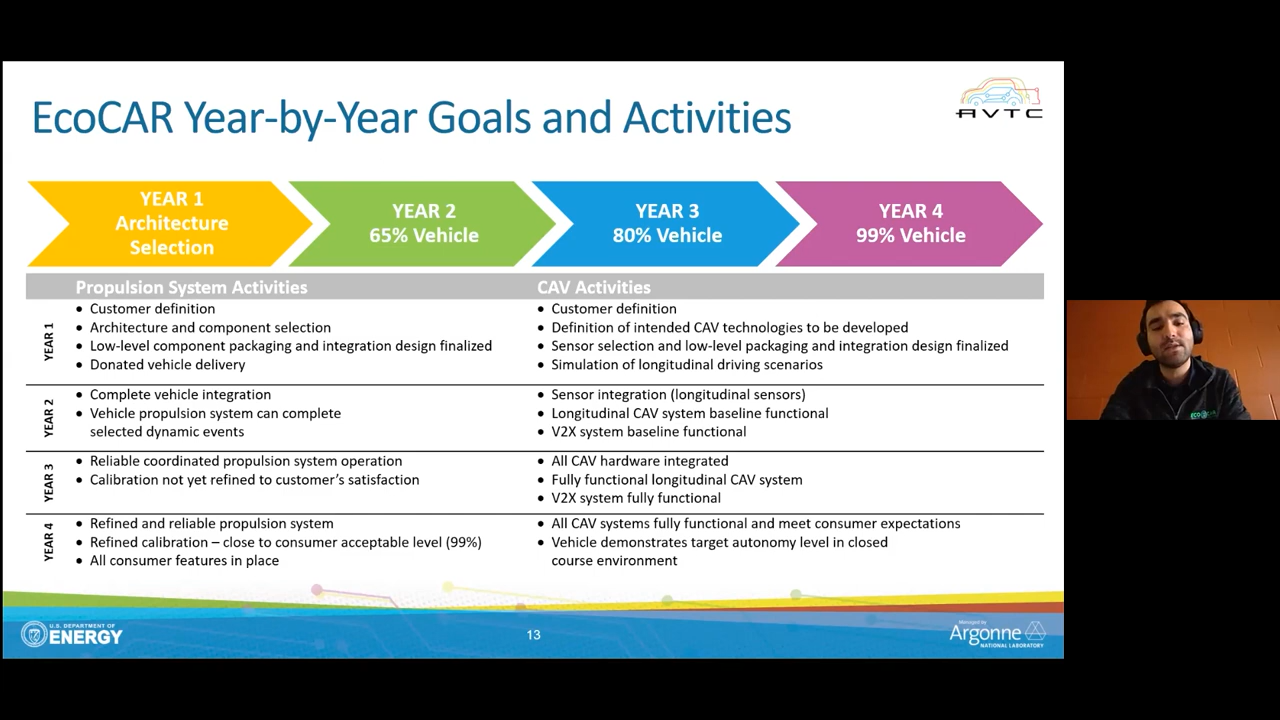 EcoCAR Year-by-Year Goals and Activities
AVTC
YEAR 1
Architecture
Selection
YEAR 2
65% Vehicle
YEAR 3
80% Vehicle
YEAR 4
99% Vehicle
Propulsion System Activities
CAV Activities
YEAR 1
• Customer definition
• Architecture and component selection
• Low-level component packaging and integration design finalized
• Donated vehicle delivery
• Customer definition
• Definition of intended CAV technologies to be developed
• Sensor selection and low-level packaging and integration design finalized
• Simulation of longitudinal driving scenarios
YEAR 2
• Complete vehicle integration
• Vehicle propulsion system can complete
selected dynamic events
• Sensor integration (longitudinal sensors)
• Longitudinal CAV system baseline functional
• V2X system baseline functional
YEAR 3
• Reliable coordinated propulsion system operation
• Calibration not yet refined to customer's satisfaction
• All CAV hardware integrated
• Fully functional longitudinal CAV system
• V2X system fully functional
YEAR 4
• Refined and reliable propulsion system
• Refined calibration – close to consumer acceptable level (99%)
• All consumer features in place
• All CAV systems fully functional and meet consumer expectations
• Vehicle demonstrates target autonomy level in closed
course environment
U.S. DEPARTMENT OF
ENERGY
13
Managed by
Argonne
NATIONAL LABORATORY
ECOCAR